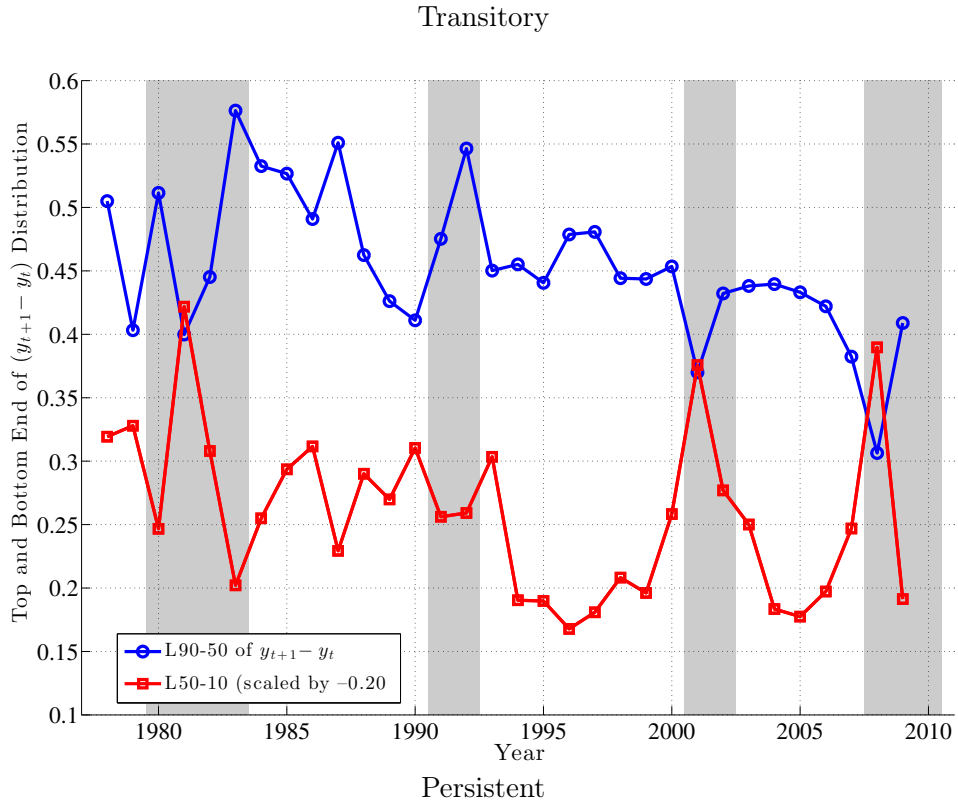 Transitory
Top and Bottom End of (y_{t+1} − y_t) Distribution
0.6
0.55
0.5
0.45
0.4
0.35
0.3
0.25
0.2
0.15
0.1
L90-50 of y_{t+1} − y_t
L50-10 (scaled by −0.20
1980 1985 1990 1995 2000 2005 2010
Year
Persistent